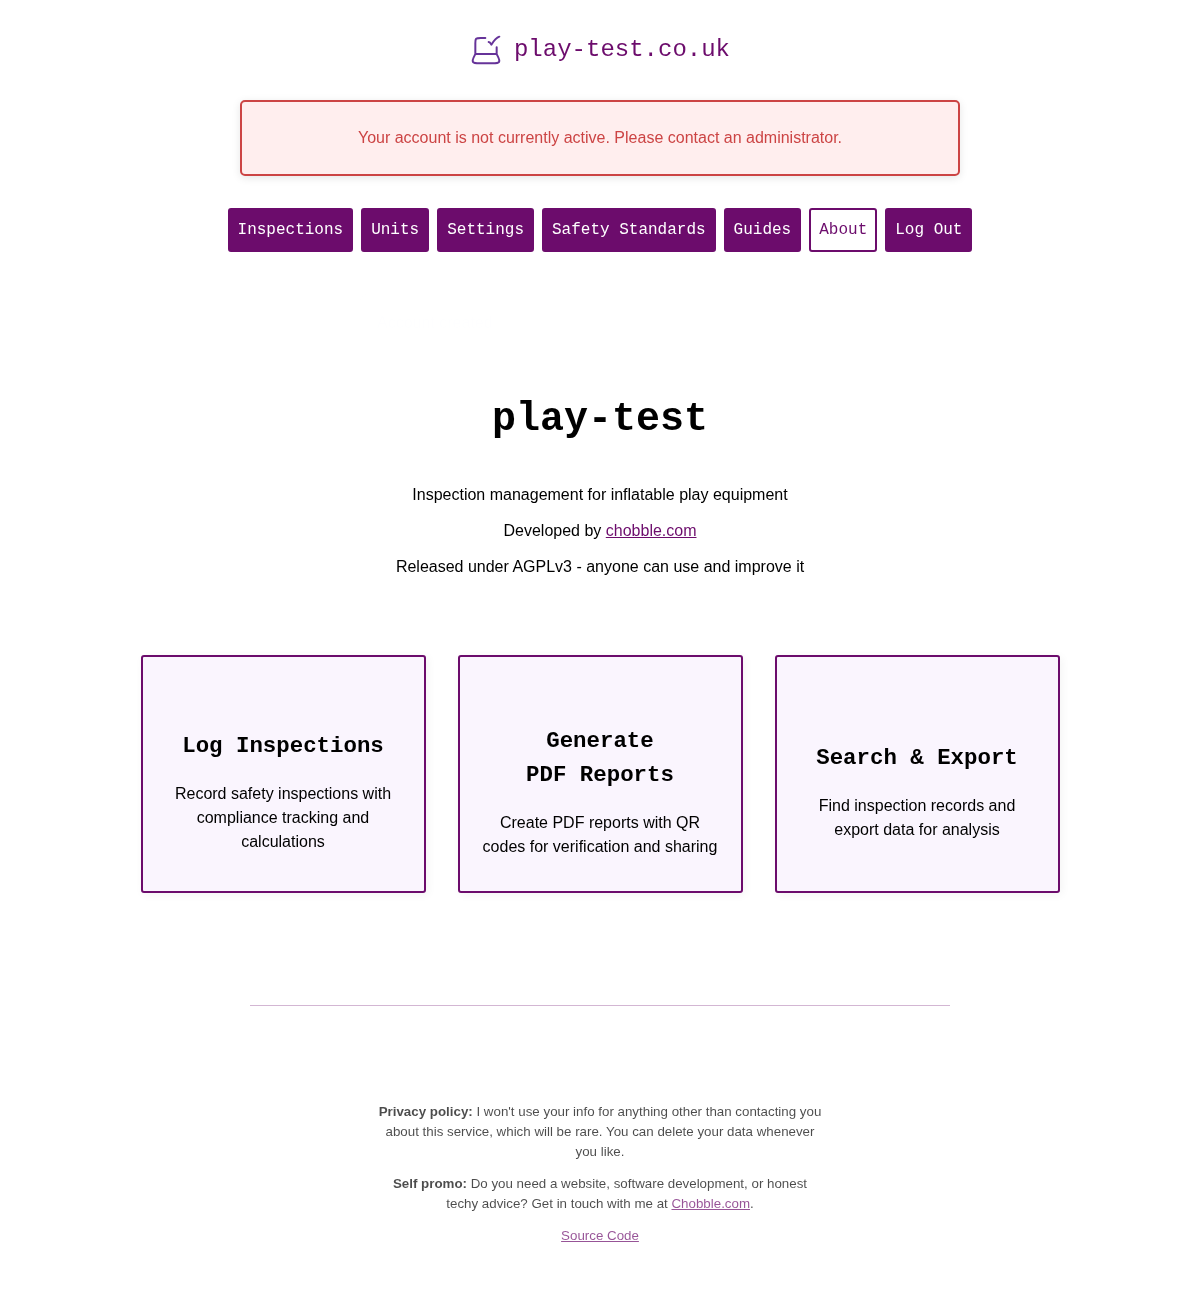 play-test.co.uk
Your account is not currently active. Please contact an administrator.
Inspections Units Settings Safety Standards Guides About Log Out
play-test
Inspection management for inflatable play equipment
Developed by chobble.com
Released under AGPLv3 - anyone can use and improve it
Log Inspections
Record safety inspections with
compliance tracking and
calculations
Generate
PDF Reports
Create PDF reports with QR
codes for verification and sharing
Search & Export
Find inspection records and
export data for analysis
Privacy policy: I won't use your info for anything other than contacting you
about this service, which will be rare. You can delete your data whenever
you like.
Self promo: Do you need a website, software development, or honest
techy advice? Get in touch with me at Chobble.com.
Source Code